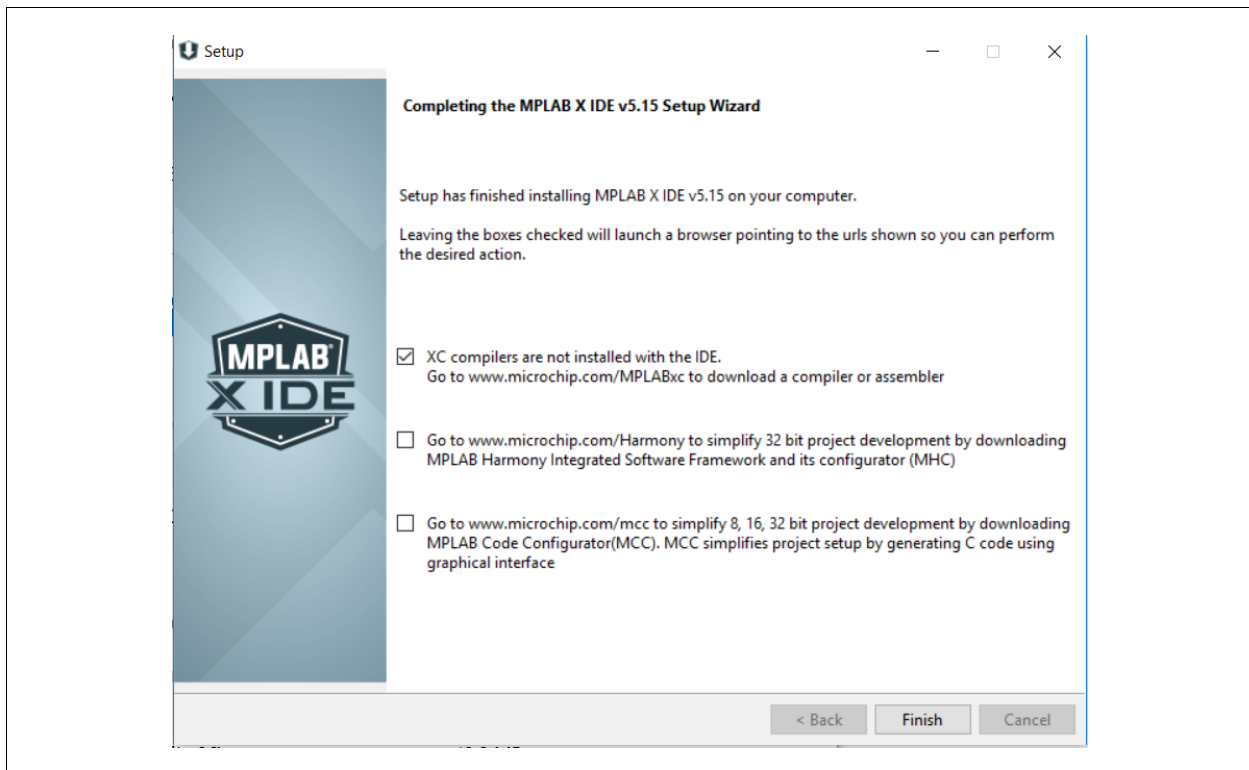 Setup
Completing the MPLAB X IDE v5.15 Setup Wizard
Setup has finished installing MPLAB X IDE v5.15 on your computer.
Leaving the boxes checked will launch a browser pointing to the urls shown so you can perform
the desired action.
MPLAB®
X IDE
XC compilers are not installed with the IDE.
Go to www.microchip.com/MPLABxc to download a compiler or assembler
Go to www.microchip.com/Harmony to simplify 32 bit project development by downloading
MPLAB Harmony Integrated Software Framework and its configurator (MHC)
Go to www.microchip.com/mcc to simplify 8, 16, 32 bit project development by downloading
MPLAB Code Configurator(MCC). MCC simplifies project setup by generating C code using
graphical interface
< Back Finish Cancel